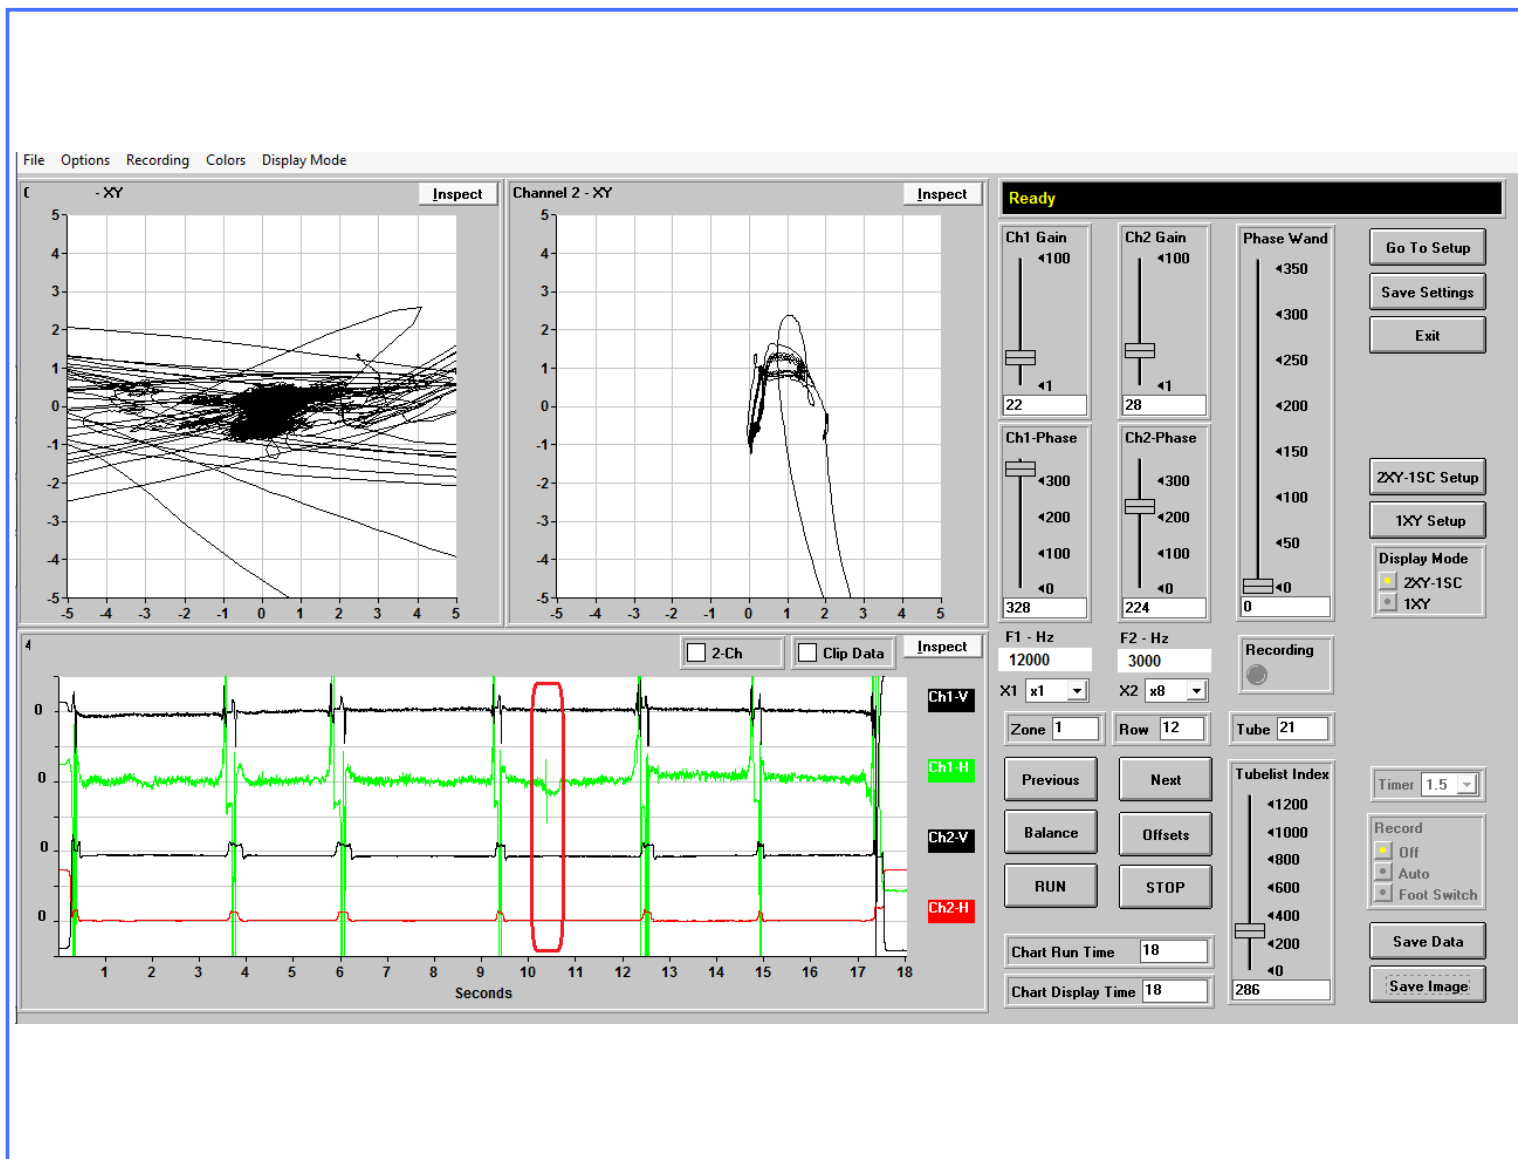 File Options Recording Colors Display Mode
- XY
Inspect
5
4
3
2
1
0
-1
-2
-3
-4
-5
-5 -4 -3 -2 -1 0 1 2 3 4 5
Channel 2 - XY
Inspect
5
4
3
2
1
0
-1
-2
-3
-4
-5
-5 -4 -3 -2 -1 0 1 2 3 4 5
2-Ch
Clip Data
Inspect
0
0
0
0
Ch1-V
Ch1-H
Ch2-V
Ch2-H
1 2 3 4 5 6 7 8 9 10 11 12 13 14 15 16 17 18
Seconds
Ready
Ch1 Gain
100
1
22
Ch2 Gain
100
1
28
Phase Wand
350
300
250
200
150
100
50
0
0
Go To Setup
Save Settings
Exit
Ch1-Phase
300
200
100
0
328
Ch2-Phase
300
200
100
0
224
2XY-1SC Setup
1XY Setup
Display Mode
2XY-1SC
1XY
F1 - Hz
12000
F2 - Hz
3000
Recording
X1 x1
X2 x8
Zone 1
Row 12
Tube 21
Previous
Next
Balance
Offsets
RUN
STOP
Tubelist Index
1200
1000
800
600
400
200
0
286
Timer 1.5
Record
Off
Auto
Foot Switch
Chart Run Time 18
Chart Display Time 18
Save Data
Save Image